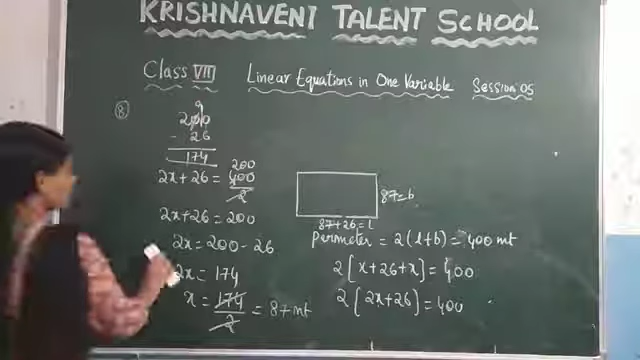 KRISHNAVENI TALENT SCHOOL
Class VII Linear Equations in One Variable Session 05
8
9
200
- 26
174
2x + 26 = 400/2 200
2x+26 = 200
2x = 200 - 26
2x = 174
x = 174/2 = 87 mt
87=b
87+26=l
Perimeter = 2(l+b) = 400 mt
2[x+26+x] = 400
2[2x+26] = 400